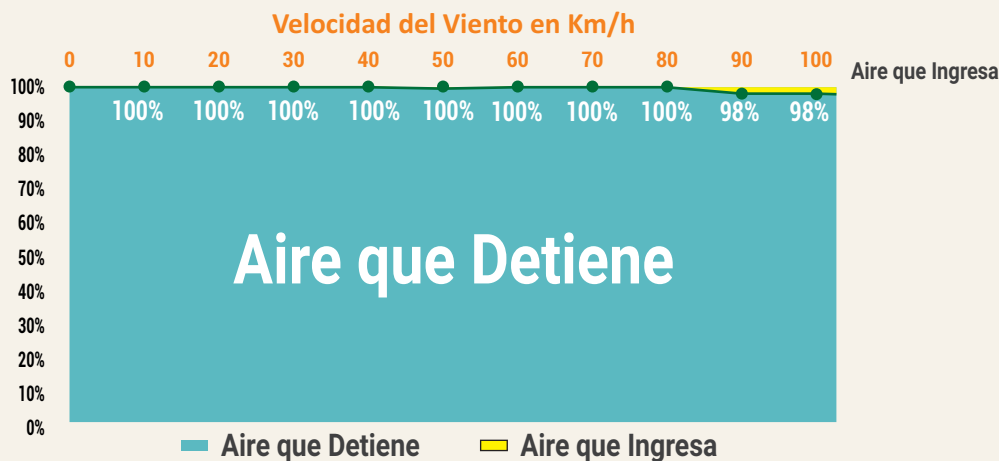 Velocidad del Viento en Km/h
0 10 20 30 40 50 60 70 80 90 100
Aire que Ingresa
100%
100% 100% 100% 100% 100% 100% 100% 100% 98% 98%
90%
80%
70%
60%
50%
Aire que Detiene
40%
30%
20%
10%
0%
Aire que Detiene Aire que Ingresa